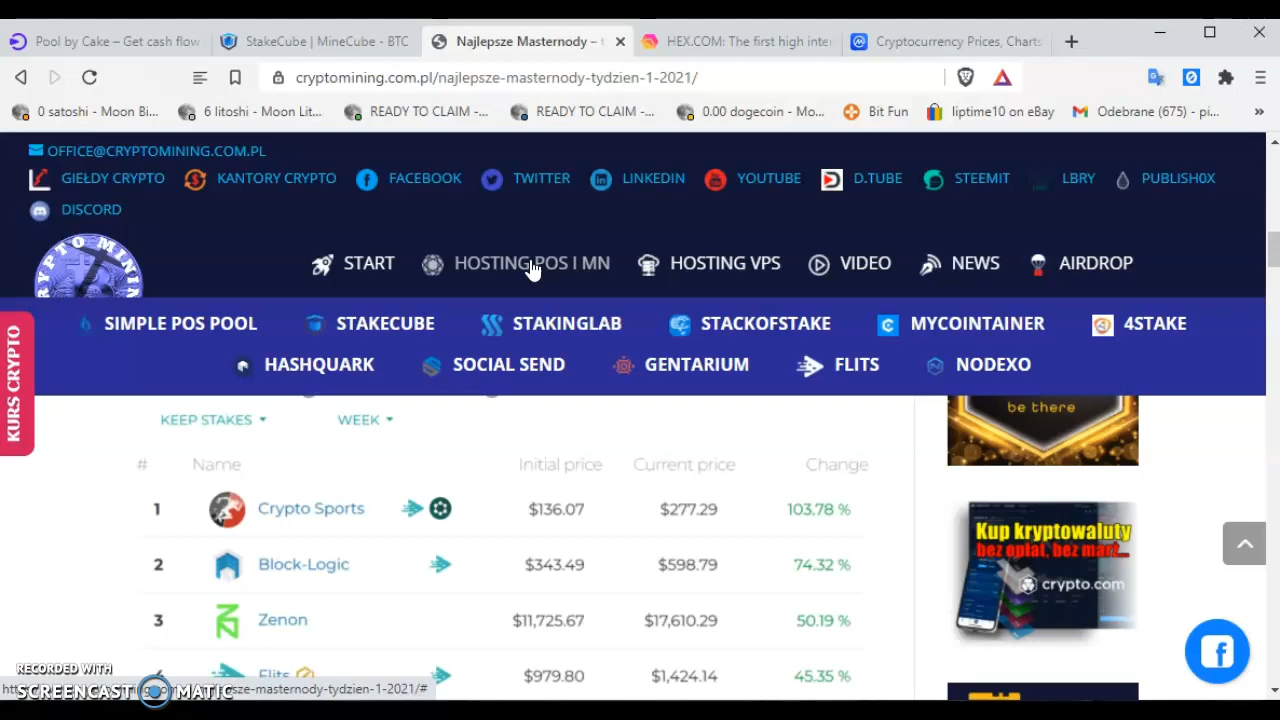 Pool by Cake – Get cash flow
StakeCube | MineCube - BTC
Najlepsze Masternody –
HEX.COM: The first high inte
Cryptocurrency Prices, Charts
cryptomining.com.pl/najlepsze-masternody-tydzien-1-2021/
0 satoshi - Moon Bi...
6 litoshi - Moon Lit...
READY TO CLAIM -...
READY TO CLAIM -...
0.00 dogecoin - Mo...
Bit Fun
liptime10 on eBay
Odebrane (675) - pi...
OFFICE@CRYPTOMINING.COM.PL
GIEŁDY CRYPTO KANTORY CRYPTO FACEBOOK TWITTER LINKEDIN YOUTUBE D.TUBE STEEMIT LBRY PUBLISH0X
DISCORD
CRYPTO MINI
START HOSTING POS I MN HOSTING VPS VIDEO NEWS AIRDROP
SIMPLE POS POOL STAKECUBE STAKINGLAB STACKOFSTAKE MYCOINTAINER 4STAKE
HASHQUARK SOCIAL SEND GENTARIUM FLITS NODEXO
KURS CRYPTO
KEEP STAKES WEEK
# Name Initial price Current price Change
1 Crypto Sports $136.07 $277.29 103.78 %
2 Block-Logic $343.49 $598.79 74.32 %
3 Zenon $11,725.67 $17,610.29 50.19 %
Flits $979.80 $1,424.14 45.35 %
be there
Kup kryptowaluty
bez opłat, bez marż...
crypto.com
RECORDED WITH
SCREENCAST MATIC
sze-masternody-tydzien-1-2021/#